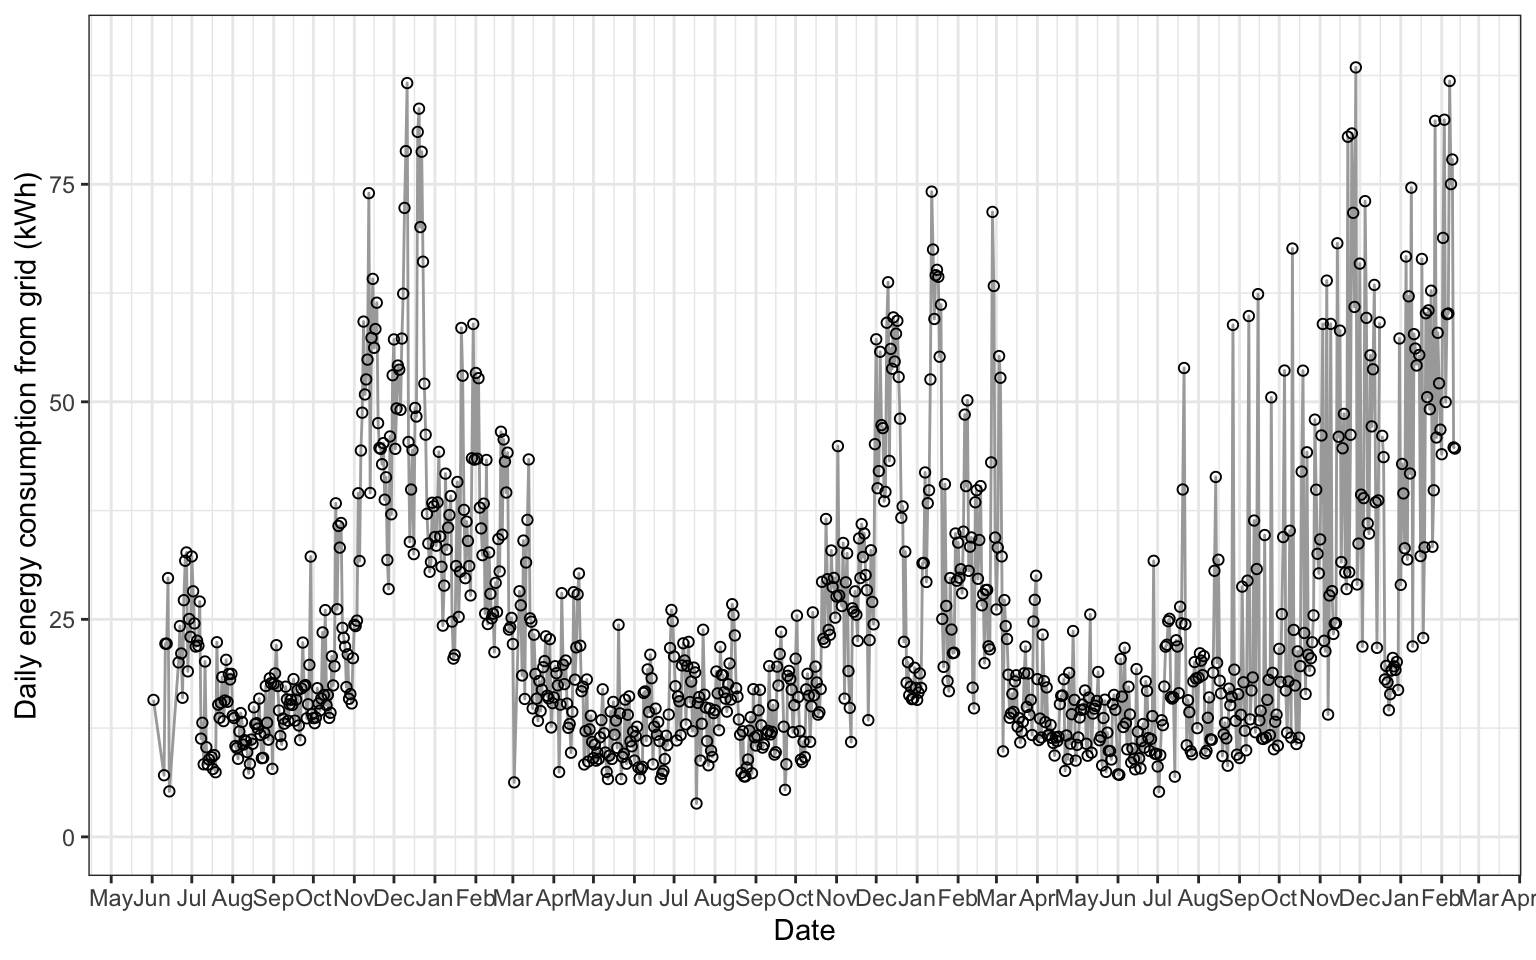 Daily energy consumption from grid (kWh)
75
50
25
0
May Jun Jul Aug Sep Oct Nov Dec Jan Feb Mar Apr May Jun Jul Aug Sep Oct Nov Dec Jan Feb Mar Apr May Jun Jul Aug Sep Oct Nov Dec Jan Feb Mar Apr
Date